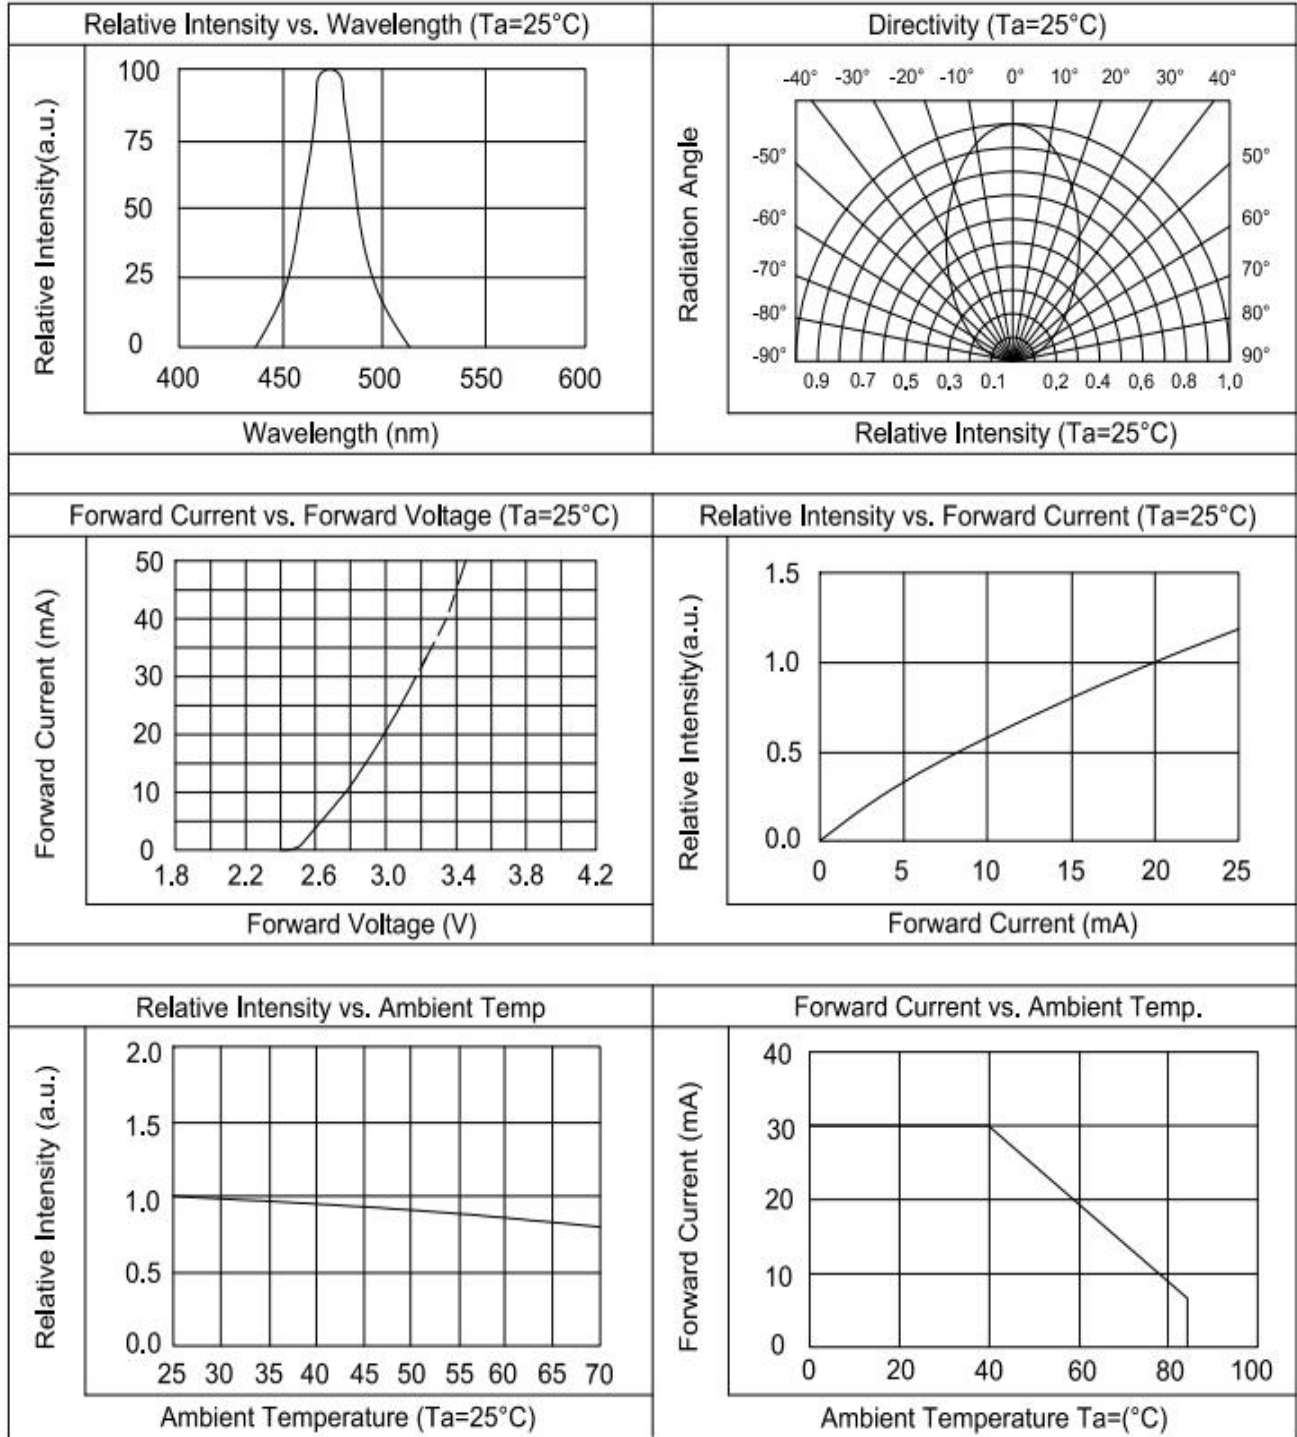 Relative Intensity vs. Wavelength (Ta=25°C)
Relative Intensity(a.u.)
100
75
50
25
0
400 450 500 550 600
Wavelength (nm)
Directivity (Ta=25°C)
Radiation Angle
-40° -30° -20° -10° 0° 10° 20° 30° 40°
-50° 50°
-60° 60°
-70° 70°
-80° 80°
-90° 90°
0.9 0.7 0.5 0.3 0.1 0.2 0.4 0.6 0.8 1.0
Relative Intensity (Ta=25°C)
Forward Current vs. Forward Voltage (Ta=25°C)
Forward Current (mA)
50
40
30
20
10
0
1.8 2.2 2.6 3.0 3.4 3.8 4.2
Forward Voltage (V)
Relative Intensity vs. Forward Current (Ta=25°C)
Relative Intensity(a.u.)
1.5
1.0
0.5
0.0
0 5 10 15 20 25
Forward Current (mA)
Relative Intensity vs. Ambient Temp
Relative Intensity (a.u.)
2.0
1.5
1.0
0.5
0.0
25 30 35 40 45 50 55 60 65 70
Ambient Temperature (Ta=25°C)
Forward Current vs. Ambient Temp.
Forward Current (mA)
40
30
20
10
0
0 20 40 60 80 100
Ambient Temperature Ta=(°C)